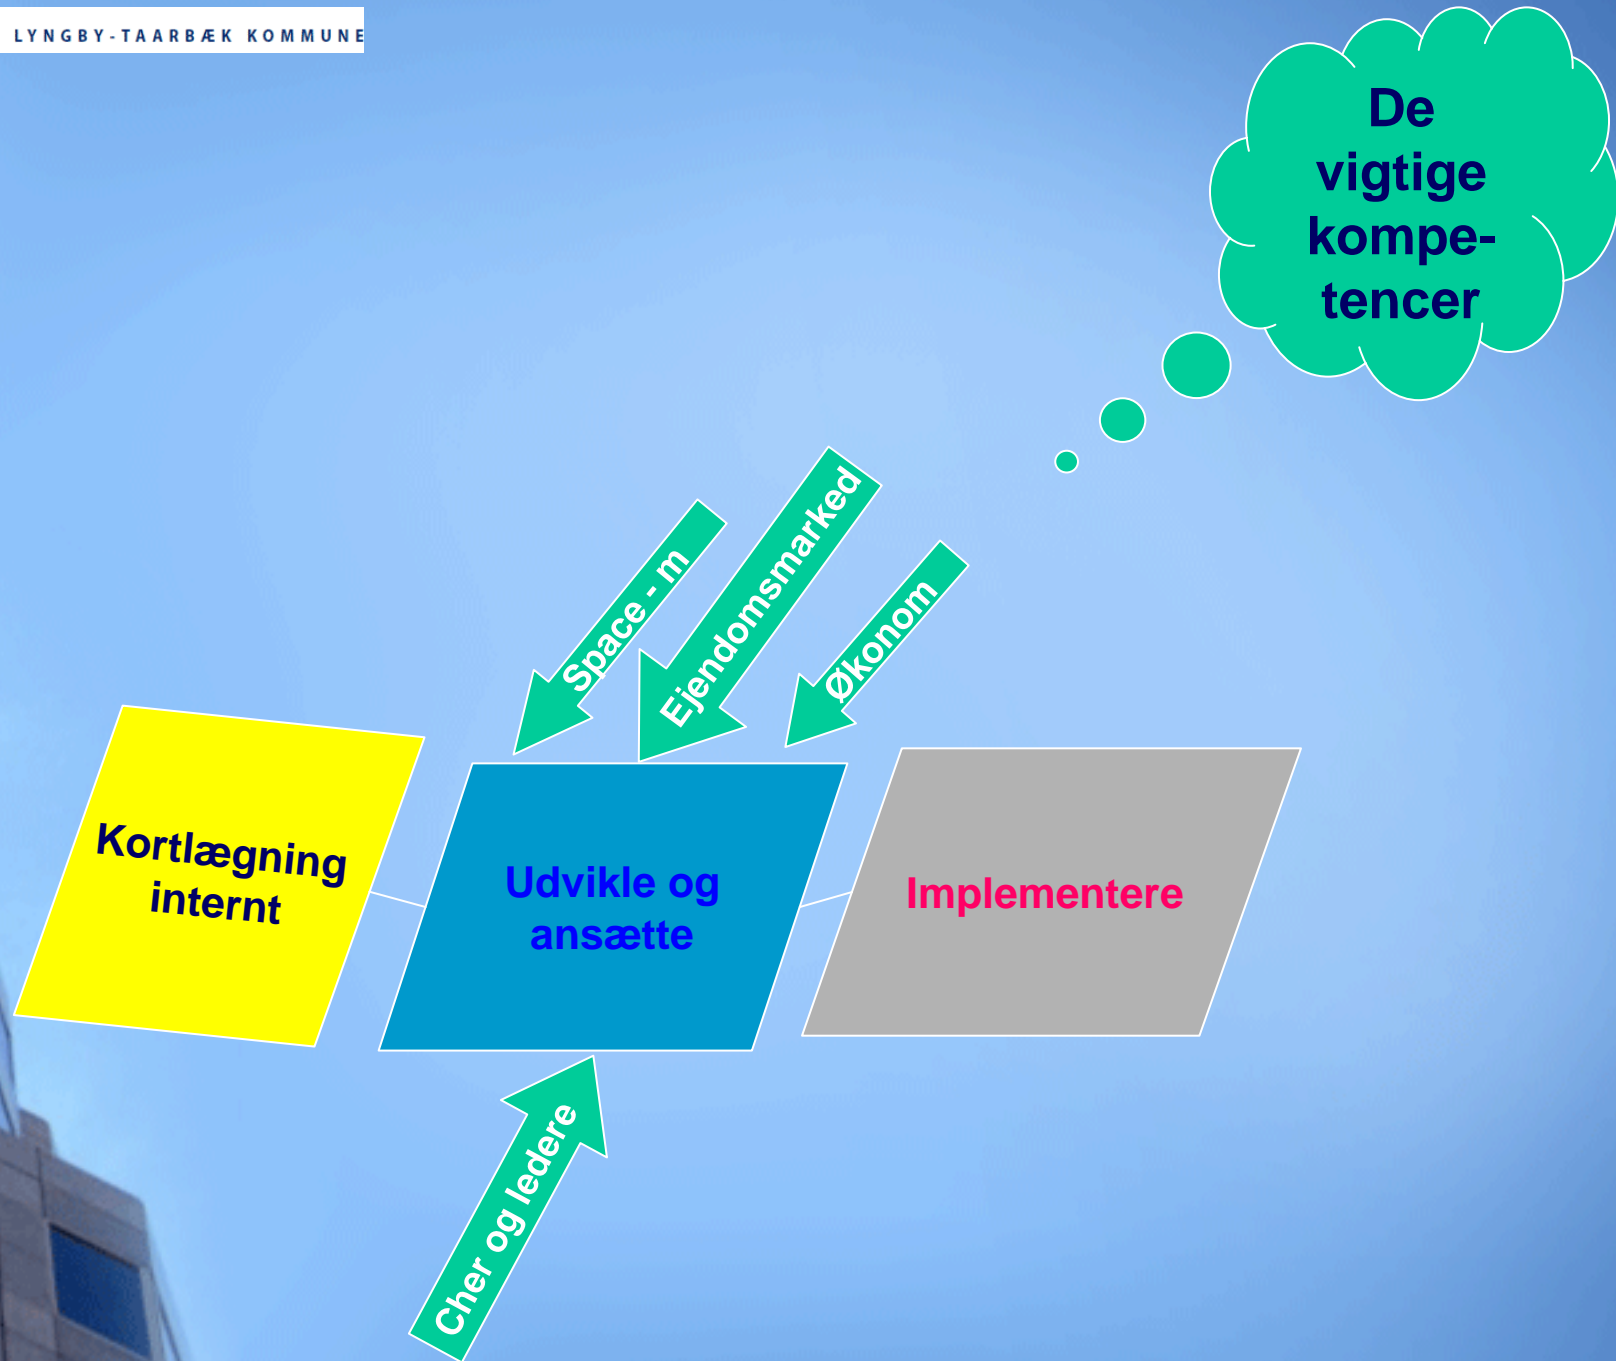 LYNGBY-TAARBÆK KOMMUNE
De
vigtige
kompe-
tencer
Space - m
Ejendomsmarked
Økonom
Kortlægning
internt
Udvikle og
ansætte
Implementere
Cher og ledere